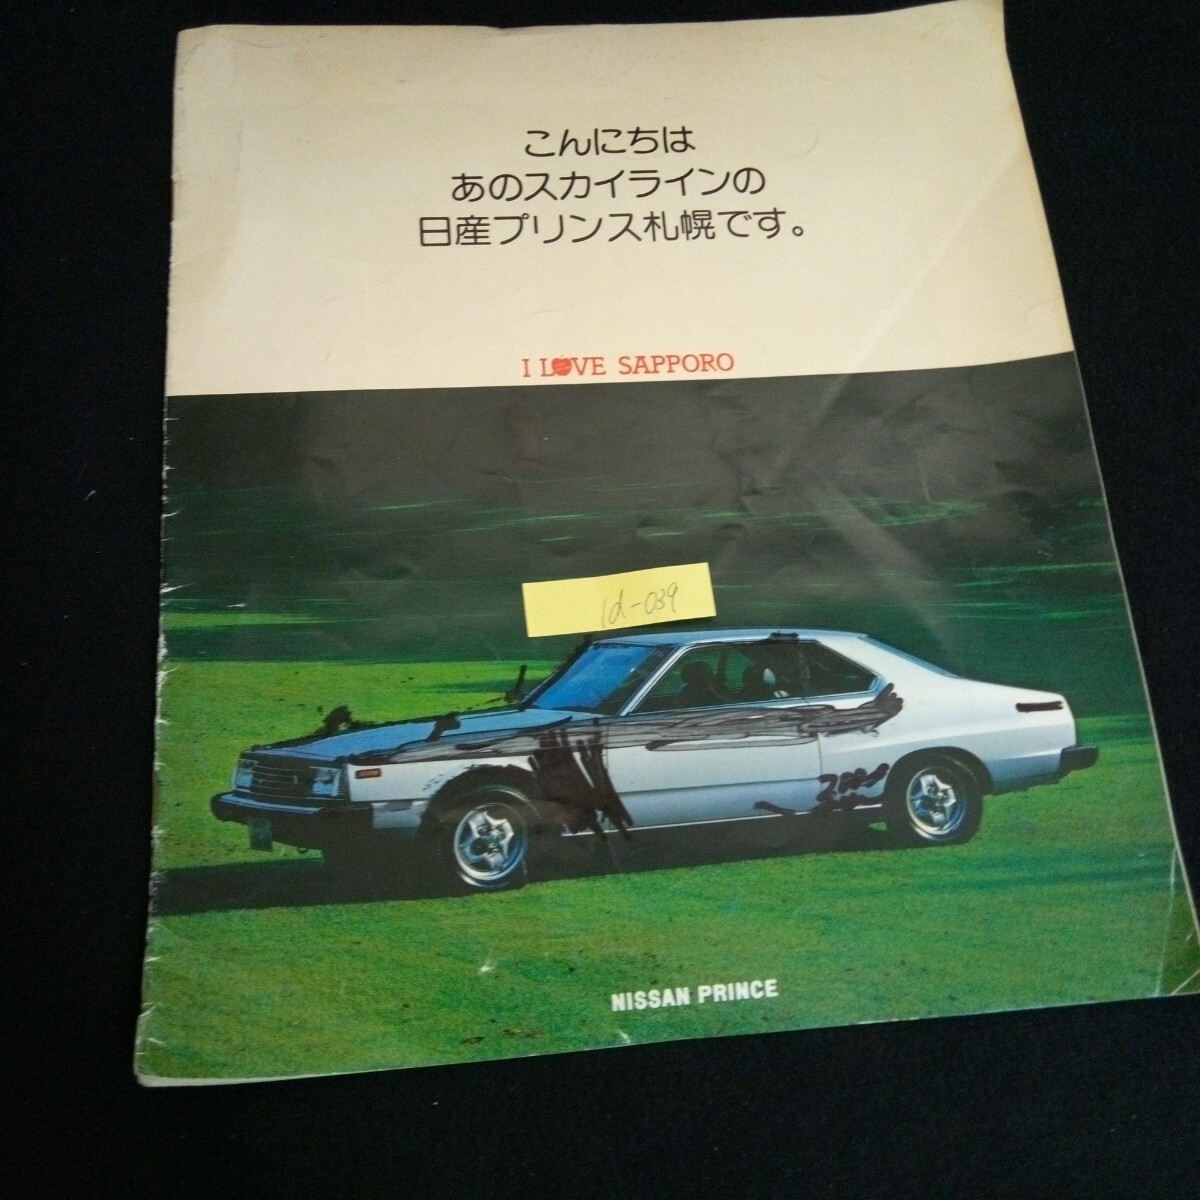 こんにちは
あのスカイラインの
日産プリンス札幌です。
I LOVE SAPPORO
1d-039
NISSAN PRINCE